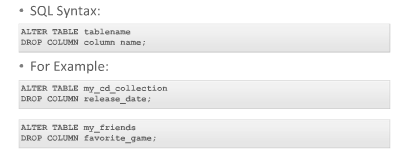 • SQL Syntax:
ALTER TABLE tablename
DROP COLUMN column name;
• For Example:
ALTER TABLE my_cd_collection
DROP COLUMN release_date;
ALTER TABLE my_friends
DROP COLUMN favorite_game;